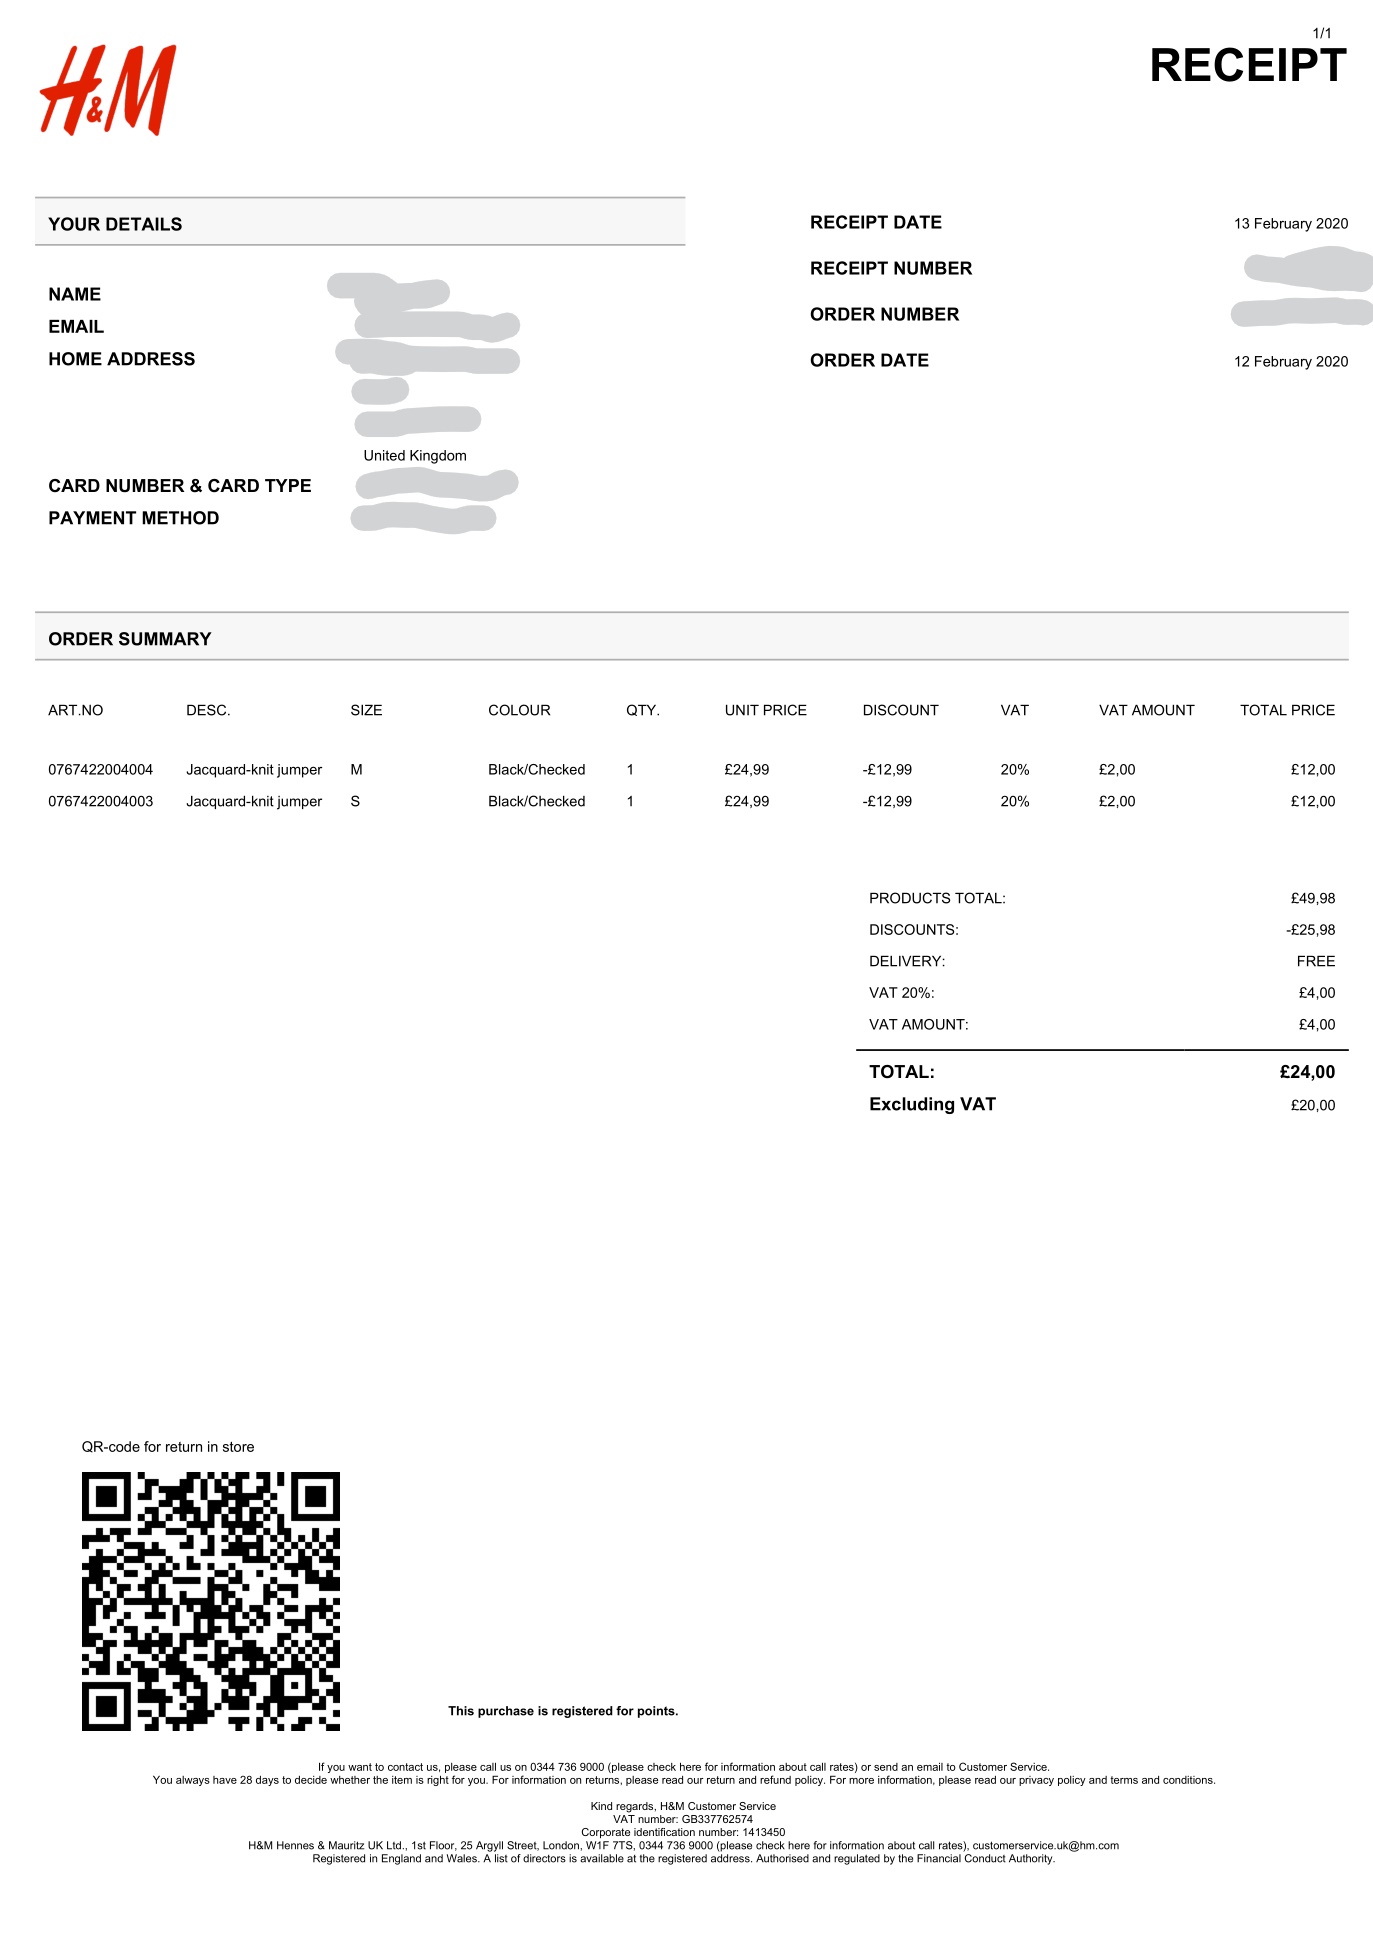 1/1
H&M
RECEIPT
YOUR DETAILS
RECEIPT DATE 13 February 2020
RECEIPT NUMBER
NAME
EMAIL
ORDER NUMBER
HOME ADDRESS
ORDER DATE 12 February 2020
United Kingdom
CARD NUMBER & CARD TYPE
PAYMENT METHOD
ORDER SUMMARY
ART.NO DESC. SIZE COLOUR QTY. UNIT PRICE DISCOUNT VAT VAT AMOUNT TOTAL PRICE
0767422004004 Jacquard-knit jumper M Black/Checked 1 £24,99 -£12,99 20% £2,00 £12,00
0767422004003 Jacquard-knit jumper S Black/Checked 1 £24,99 -£12,99 20% £2,00 £12,00
PRODUCTS TOTAL: £49,98
DISCOUNTS: -£25,98
DELIVERY: FREE
VAT 20%: £4,00
VAT AMOUNT: £4,00
TOTAL: £24,00
Excluding VAT £20,00
QR-code for return in store
This purchase is registered for points.
If you want to contact us, please call us on 0344 736 9000 (please check here for information about call rates) or send an email to Customer Service.
You always have 28 days to decide whether the item is right for you. For information on returns, please read our return and refund policy. For more information, please read our privacy policy and terms and conditions.
Kind regards, H&M Customer Service
VAT number: GB337762574
Corporate identification number: 1413450
H&M Hennes & Mauritz UK Ltd., 1st Floor, 25 Argyll Street, London, W1F 7TS, 0344 736 9000 (please check here for information about call rates), customerservice.uk@hm.com
Registered in England and Wales. A list of directors is available at the registered address. Authorised and regulated by the Financial Conduct Authority.